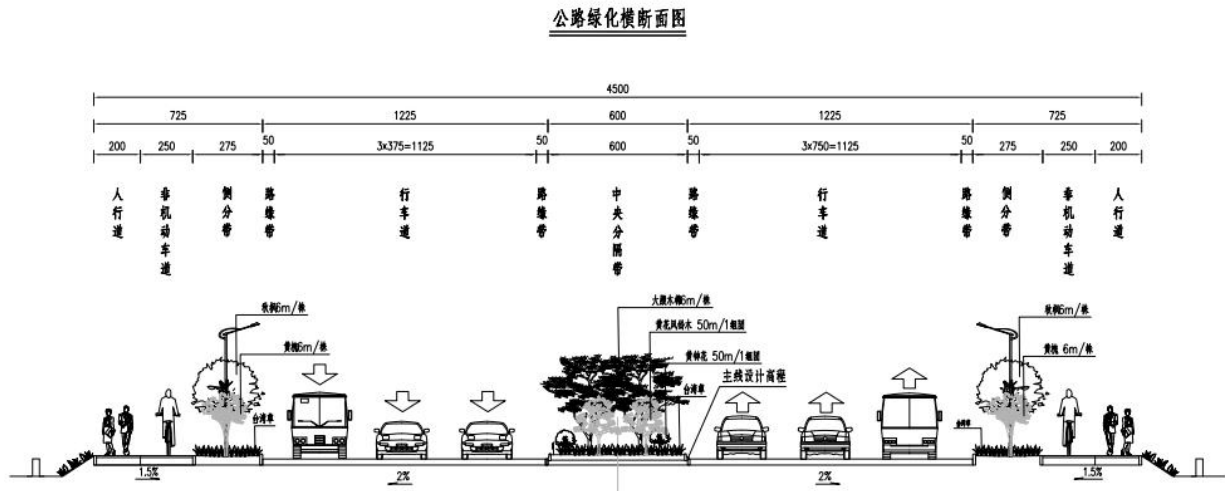 公路绿化横断面图
4500
725 1225 600 1225 725
200 250 275 50 3x375=1125 50 600 50 3x750=1125 50 275 250 200
人行道
非机动车道
侧分带
路缘带
行车道
路缘带
中央分隔带
路缘带
行车道
路缘带
侧分带
非机动车道
人行道
秋枫6m/株
黄槐6m/株
台湾草
大腹木棉6m/株
黄花风铃木 50m/1组团
黄钟花 50m/1组团
台湾草
主线设计高程
秋枫6m/株
黄槐 6m/株
台湾草
1.5%
2%
2%
1.5%